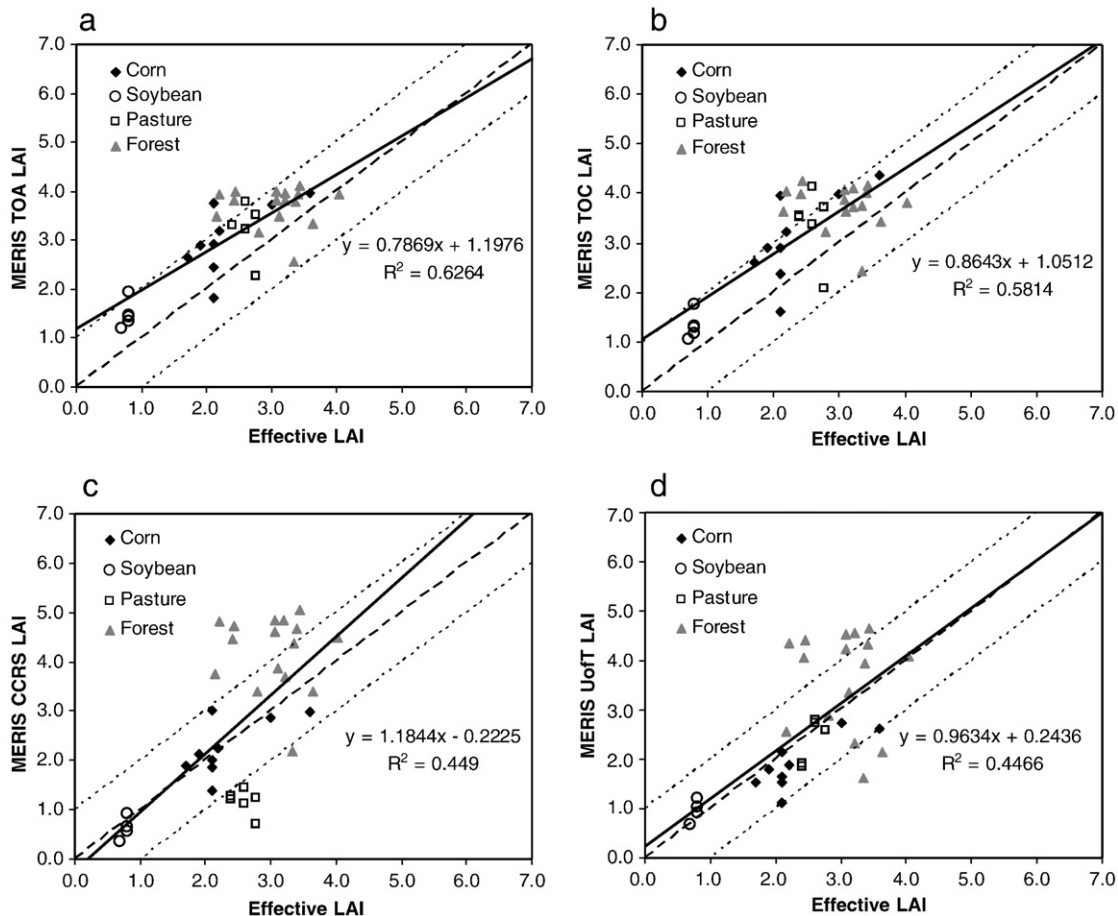 a
MERIS TOA LAI
7.0
6.0
5.0
4.0
3.0
2.0
1.0
0.0
Corn
Soybean
Pasture
Forest
y = 0.7869x + 1.1976
R² = 0.6264
0.0 1.0 2.0 3.0 4.0 5.0 6.0 7.0
Effective LAI
b
MERIS TOC LAI
7.0
6.0
5.0
4.0
3.0
2.0
1.0
0.0
Corn
Soybean
Pasture
Forest
y = 0.8643x + 1.0512
R² = 0.5814
0.0 1.0 2.0 3.0 4.0 5.0 6.0 7.0
Effective LAI
c
MERIS CCRS LAI
7.0
6.0
5.0
4.0
3.0
2.0
1.0
0.0
Corn
Soybean
Pasture
Forest
y = 1.1844x - 0.2225
R² = 0.449
0.0 1.0 2.0 3.0 4.0 5.0 6.0 7.0
Effective LAI
d
MERIS UofT LAI
7.0
6.0
5.0
4.0
3.0
2.0
1.0
0.0
Corn
Soybean
Pasture
Forest
y = 0.9634x + 0.2436
R² = 0.4466
0.0 1.0 2.0 3.0 4.0 5.0 6.0 7.0
Effective LAI